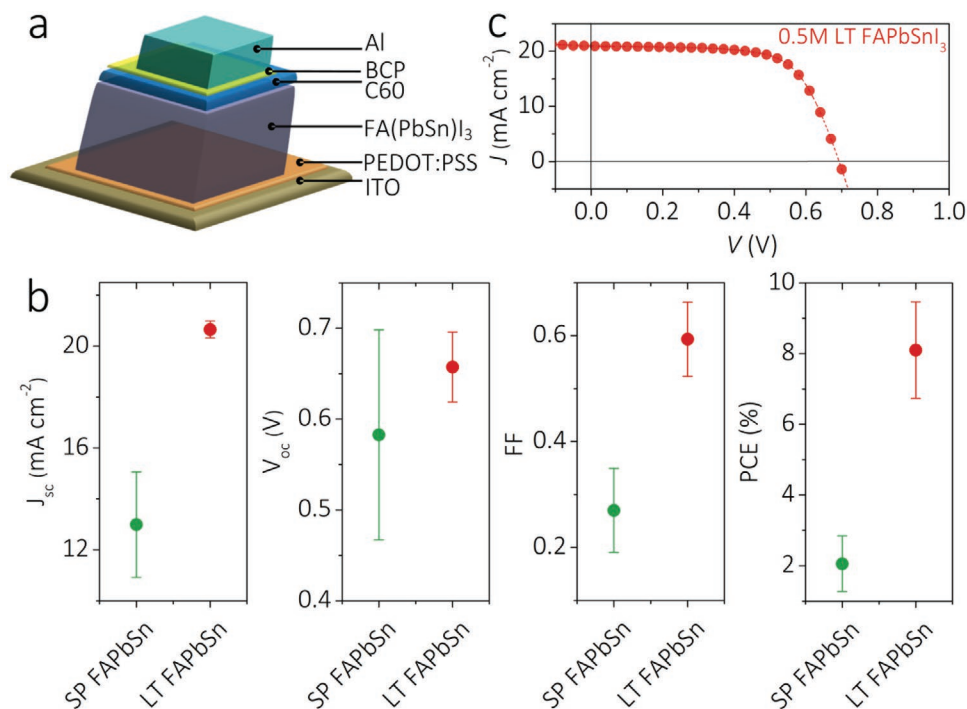 a
Al
BCP
C60
FA(PbSn)I₃
PEDOT:PSS
ITO
c
0.5M LT FAPbSnI₃
J (mA cm⁻²)
20
10
0
0.0 0.2 0.4 0.6 0.8 1.0
V (V)
b
J_sc (mA cm⁻²)
20
16
12
SP FAPbSn
LT FAPbSn
V_oc (V)
0.7
0.6
0.5
0.4
SP FAPbSn
LT FAPbSn
FF
0.6
0.4
0.2
SP FAPbSn
LT FAPbSn
PCE (%)
10
8
6
4
2
SP FAPbSn
LT FAPbSn